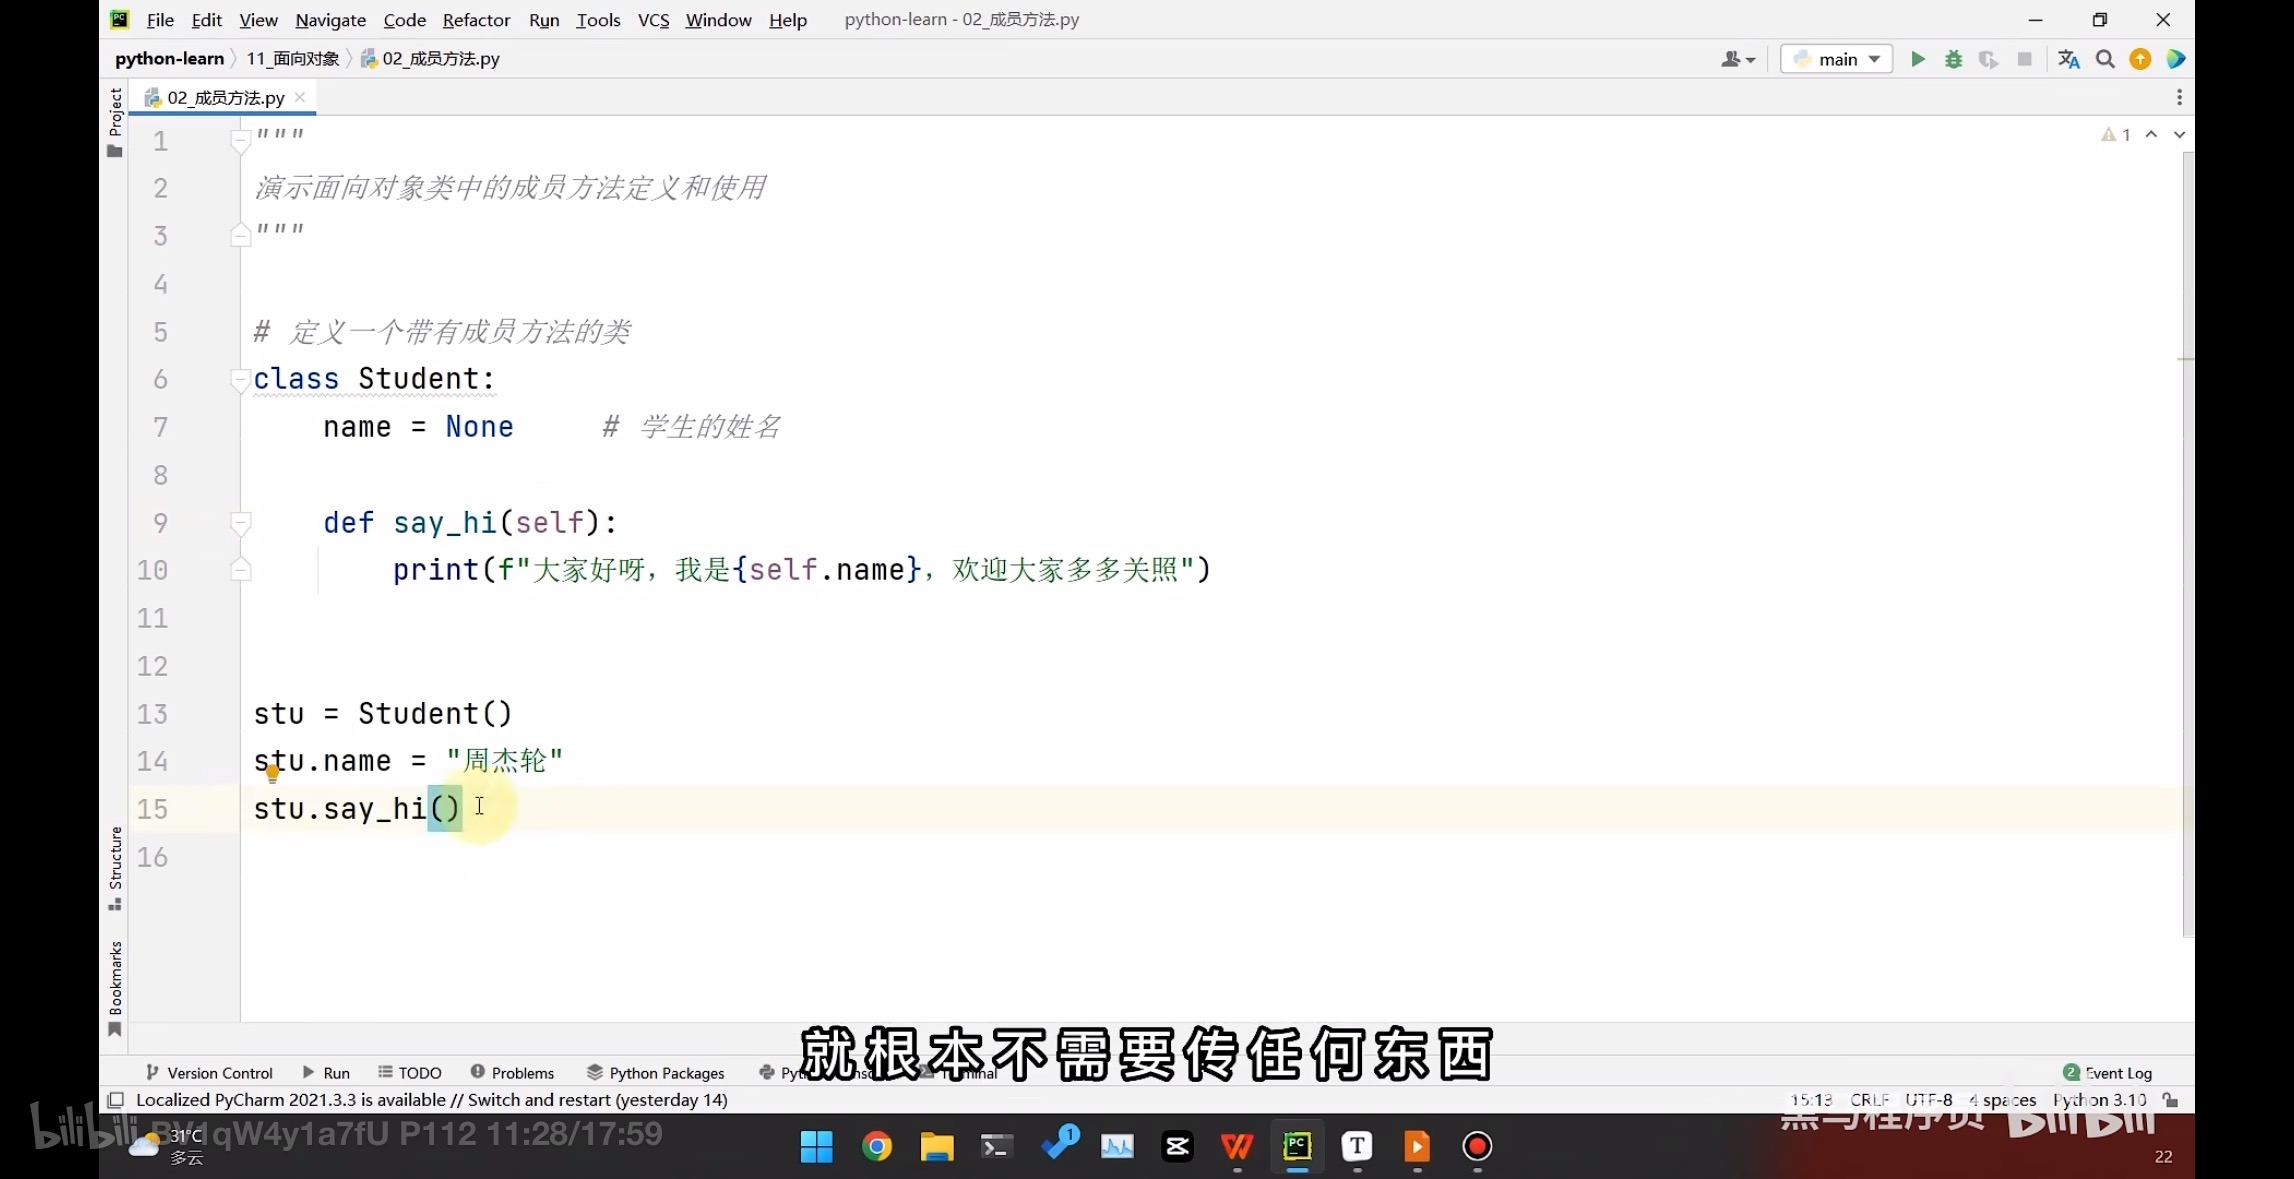 File Edit View Navigate Code Refactor Run Tools VCS Window Help python-learn - 02_成员方法.py
python-learn 11_面向对象 02_成员方法.py main
02_成员方法.py
Project
1 """
1
2 演示面向对象类中的成员方法定义和使用
3 """
4
5 # 定义一个带有成员方法的类
6 class Student:
7 name = None # 学生的姓名
8
9 def say_hi(self):
10 print(f"大家好呀，我是{self.name}，欢迎大家多多关照")
11
12
13 stu = Student()
14 stu.name = "周杰轮"
15 stu.say_hi()
16
Structure
Bookmarks
就根本不需要传任何东西
Version Control Run TODO Problems Python Packages Event Log
2
Localized PyCharm 2021.3.3 is available // Switch and restart (yesterday 14) 15:13 CRLF UTF-8 4 spaces Python 3.10
黑马程序员 bilibili
bilibili BV1qW4y1a7fU P112 11:28/17:59
31°C
多云
1
22